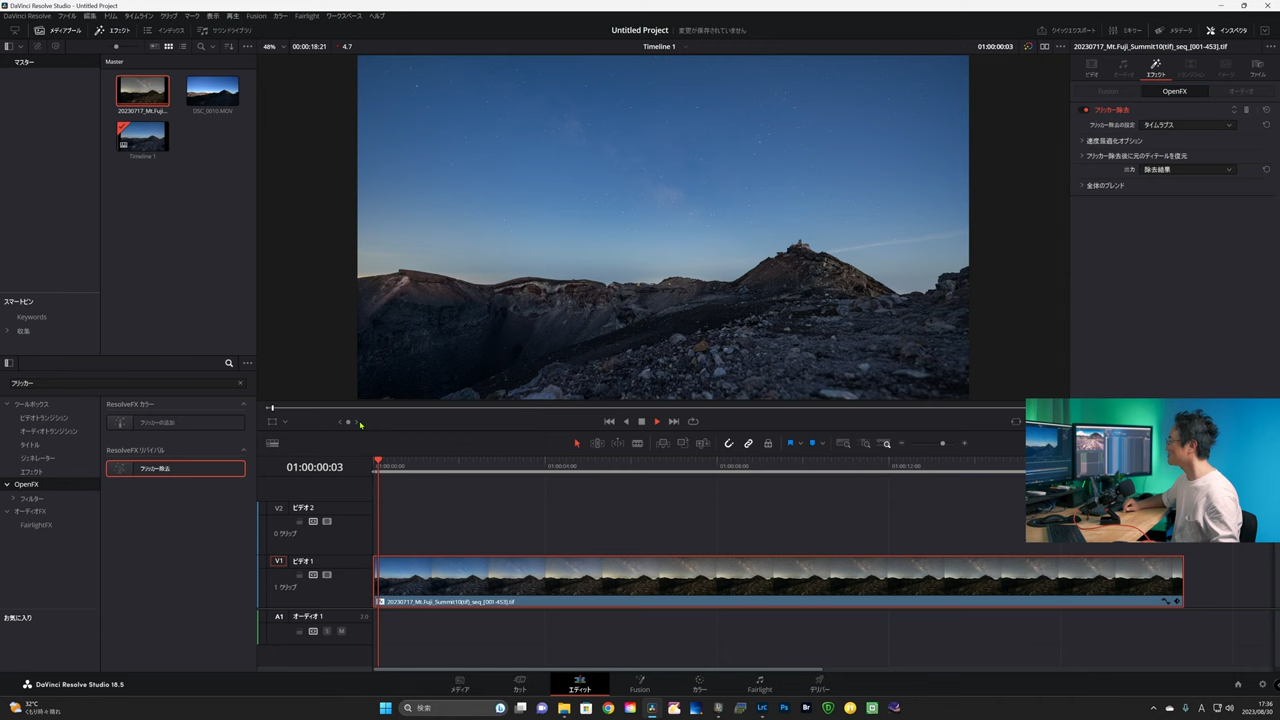 DaVinci Resolve Studio - Untitled Project
DaVinci Resolve ファイル 編集 トリム タイムライン クリップ マーク 表示 再生 Fusion カラー Fairlight ワークスペース ヘルプ
メディアプール エフェクト インデックス サウンドライブラリ
Untitled Project 変更が保存されていません
クイックエクスポート ミキサー メタデータ インスペクタ
48% 00:00:18:21 4.7 Timeline 1 01:00:00:03
20230717_Mt.Fuji_Summit10(tif)_seq_[001-453].tif
マスター
Master
20230717_Mt.Fuji...
DSC_0010.MOV
Timeline 1
スマートビン
Keywords
収集
ビデオ オーディオ エフェクト トランジション イメージ ファイル
Fusion OpenFX オーディオ
フリッカー除去
フリッカー除去の設定 タイムラプス
速度最適化オプション
フリッカー除去後に元のディテールを復元
出力 除去結果
全体のブレンド
フリッカー
ツールボックス
ビデオトランジション
オーディオトランジション
タイトル
ジェネレーター
エフェクト
OpenFX
フィルター
オーディオFX
FairlightFX
お気に入り
ResolveFX カラー
フリッカーの追加
ResolveFX リバイバル
フリッカー除去
01:00:00:03
01:00:00:00 01:00:04:00 01:00:08:00 01:00:12:00
V2 ビデオ 2
0 クリップ
V1 ビデオ 1
1 クリップ
20230717_Mt.Fuji_Summit10(tif)_seq_[001-453].tif
A1 オーディオ 1 2.0
S M
DaVinci Resolve Studio 18.5
メディア カット エディット Fusion カラー Fairlight デリバー
32°C
くもり時々晴れ
検索
Lrc Ps Br
A
17:36
2023/08/30